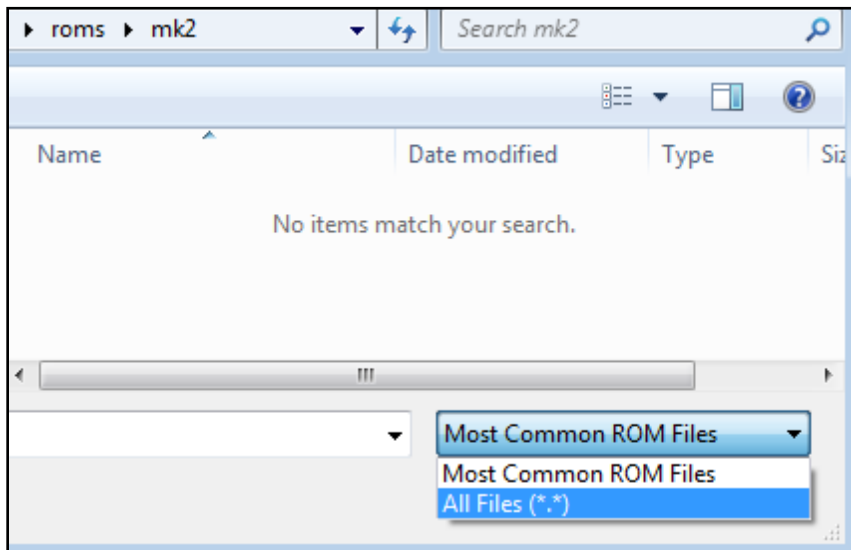 roms mk2 Search mk2
Name Date modified Type Siz
No items match your search.
Most Common ROM Files
Most Common ROM Files
All Files (*.*)